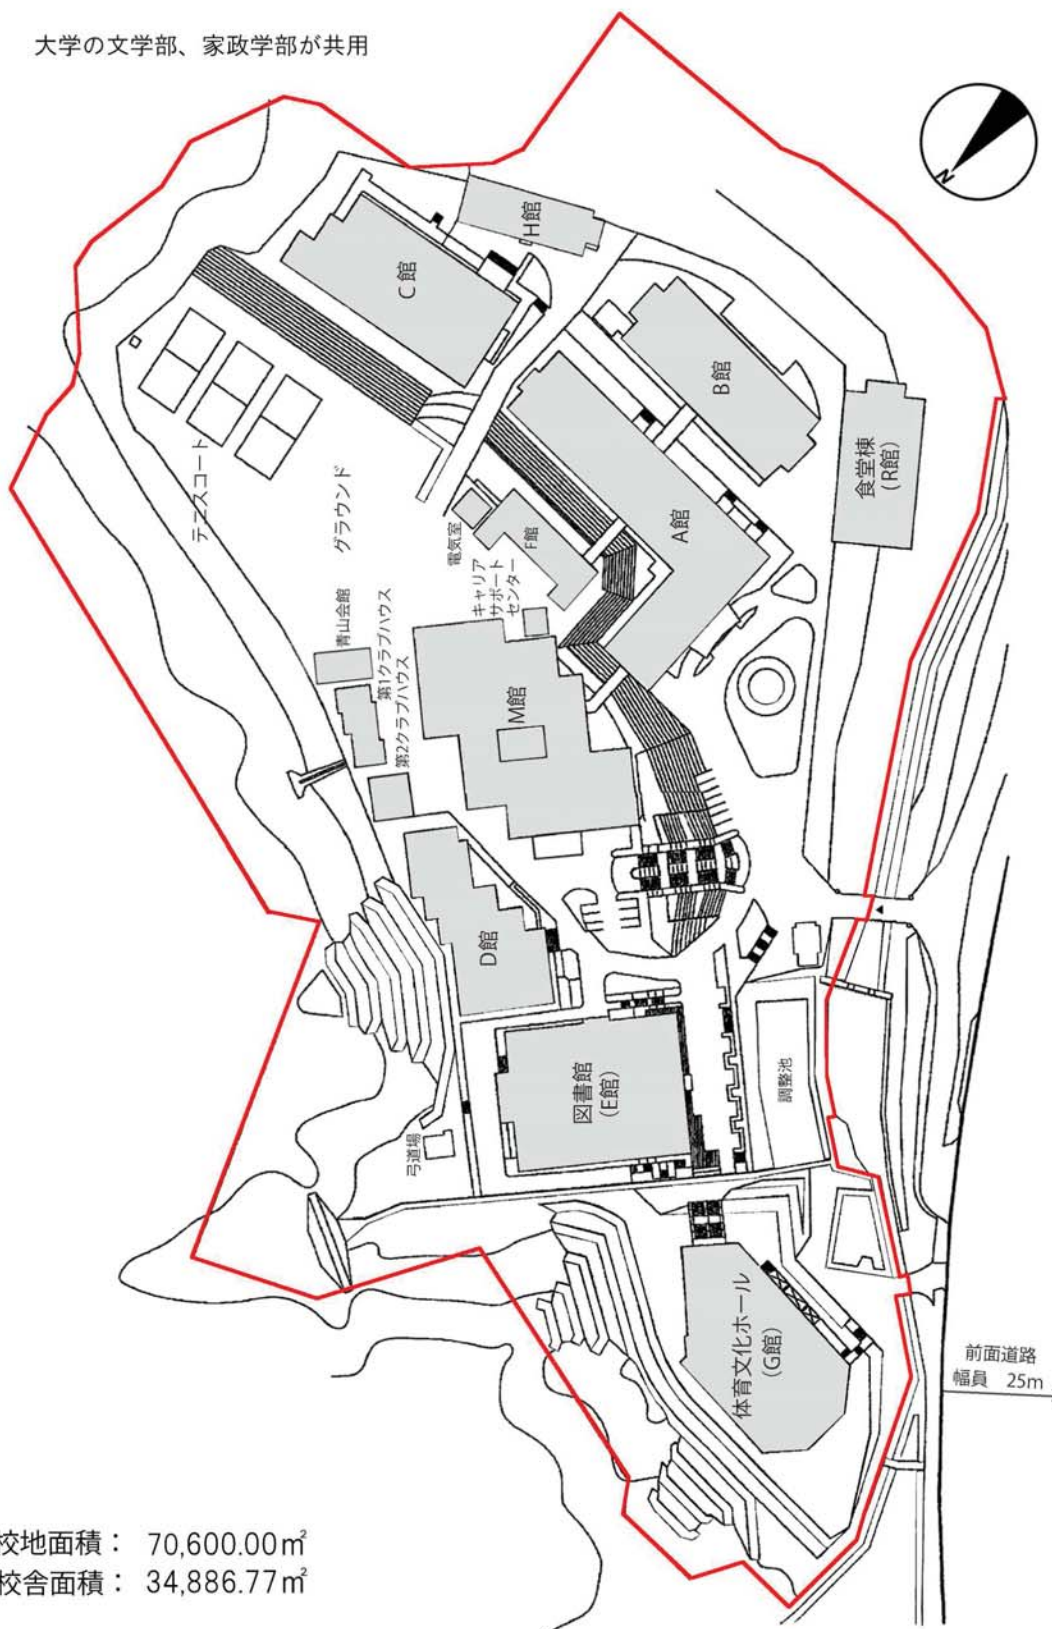 大学の文学部、家政学部が共用
N
H館
C館
B館
テニスコート
グラウンド
食堂棟
(R館)
電気室
F館
A館
キャリア
サポート
センター
青山会館
第1クラブハウス
第2クラブハウス
M館
D館
図書館
(E館)
調整池
弓道場
体育文化ホール
(G館)
前面道路
幅員 25m
校地面積： 70,600.00㎡
校舎面積： 34,886.77㎡